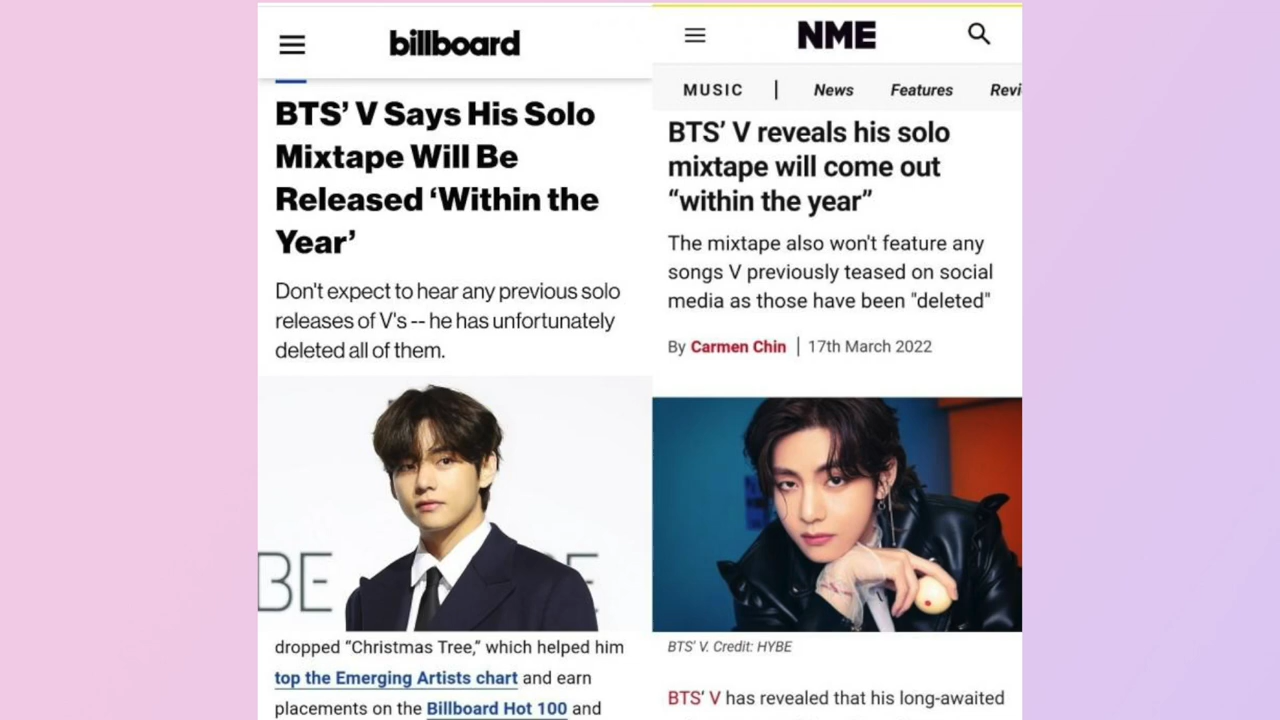 billboard
BTS’ V Says His Solo
Mixtape Will Be
Released ‘Within the
Year’
Don't expect to hear any previous solo
releases of V's -- he has unfortunately
deleted all of them.
BE
E
dropped “Christmas Tree,” which helped him
top the Emerging Artists chart and earn
placements on the Billboard Hot 100 and
NME
MUSIC | News Features Revi
BTS’ V reveals his solo
mixtape will come out
“within the year”
The mixtape also won't feature any
songs V previously teased on social
media as those have been "deleted"
By Carmen Chin | 17th March 2022
BTS’ V. Credit: HYBE
BTS’ V has revealed that his long-awaited